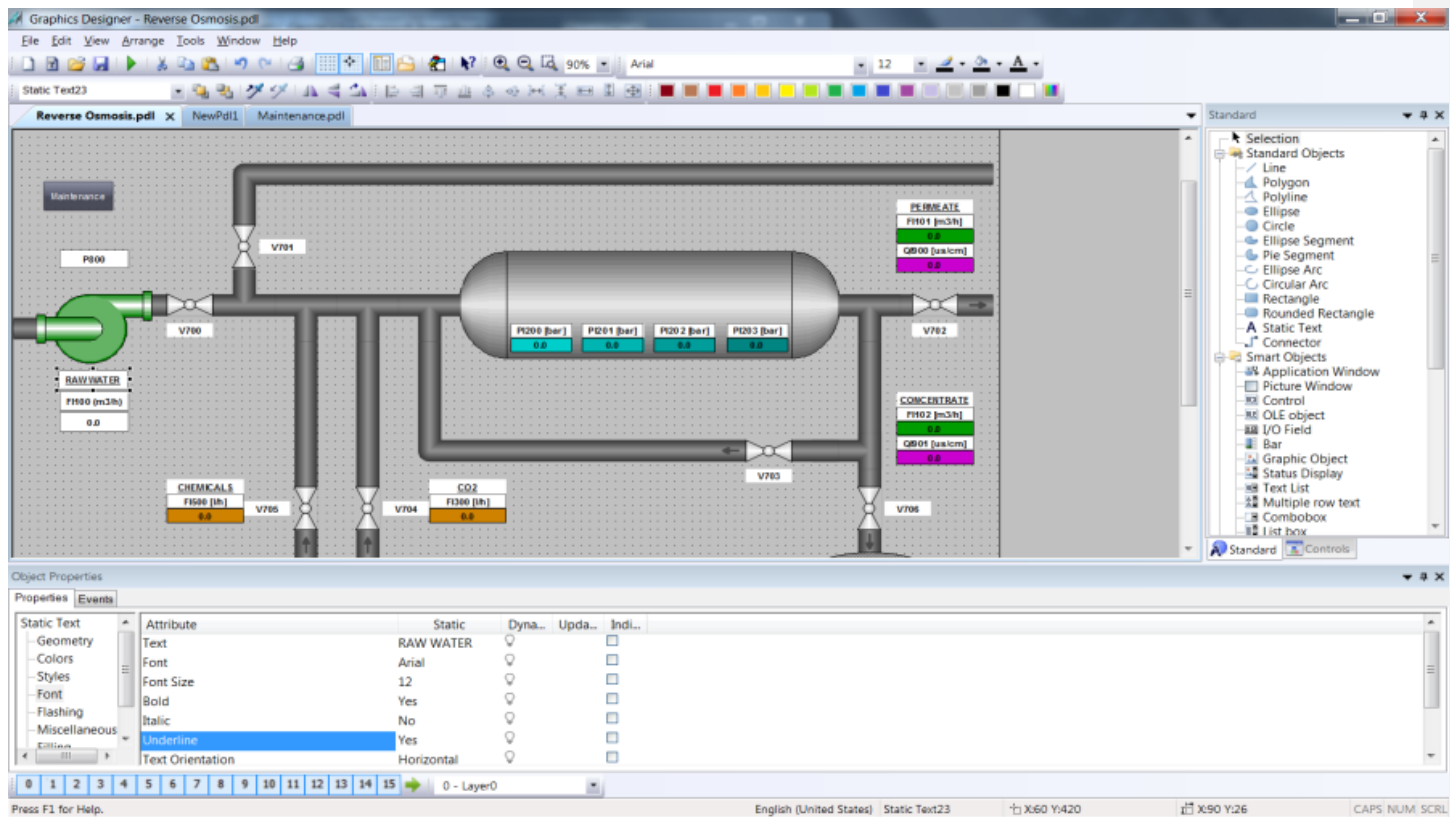 Graphics Designer - Reverse Osmosis.pdl
File Edit View Arrange Tools Window Help
90% Arial 12 A
Static Text23
Reverse Osmosis.pdl X NewPdl1 Maintenance.pdl
Maintenance
P800
V701
V700
RAW WATER
FI100 (m3/h)
0.0
PI200 [bar] PI201 [bar] PI202 [bar] PI203 [bar]
0.0 0.0 0.0 0.0
PERMEATE
FI101 [m3/h]
0.0
QI900 [us/cm]
0.0
V702
CONCENTRATE
FI102 [m3/h]
0.0
QI901 [us/cm]
0.0
V703
CHEMICALS
FI500 [l/h]
0.0
V705
V704
CO2
FI300 [l/h]
0.0
V706
Standard
Selection
Standard Objects
Line
Polygon
Polyline
Ellipse
Circle
Ellipse Segment
Pie Segment
Ellipse Arc
Circular Arc
Rectangle
Rounded Rectangle
A Static Text
Connector
Smart Objects
Application Window
Picture Window
Control
OLE object
I/O Field
Bar
Graphic Object
Status Display
Text List
Multiple row text
Combobox
List box
Standard Controls
Object Properties
Properties Events
Static Text
Geometry
Colors
Styles
Font
Flashing
Miscellaneous
Filling
Attribute Static Dyna... Upda... Indi...
Text RAW WATER
Font Arial
Font Size 12
Bold Yes
Italic No
Underline Yes
Text Orientation Horizontal
0 1 2 3 4 5 6 7 8 9 10 11 12 13 14 15 0 - Layer0
Press F1 for Help. English (United States) Static Text23 X:60 Y:420 X:90 Y:26 CAPS NUM SCRL